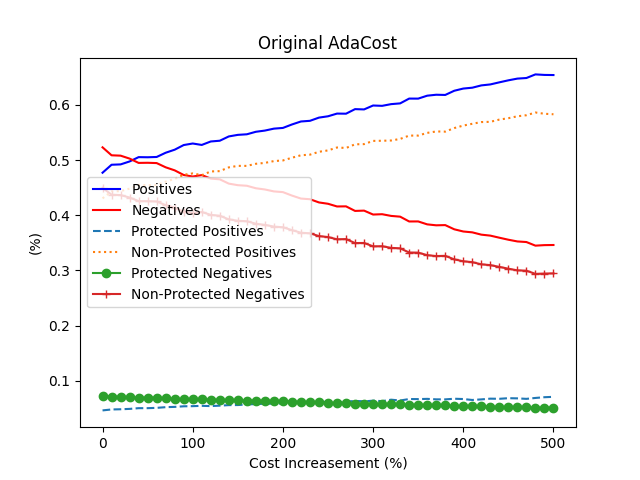 Original AdaCost
0.6
0.5
0.4
0.3
0.2
0.1
(%)
Positives
Negatives
Protected Positives
Non-Protected Positives
Protected Negatives
Non-Protected Negatives
0 100 200 300 400 500
Cost Increasement (%)